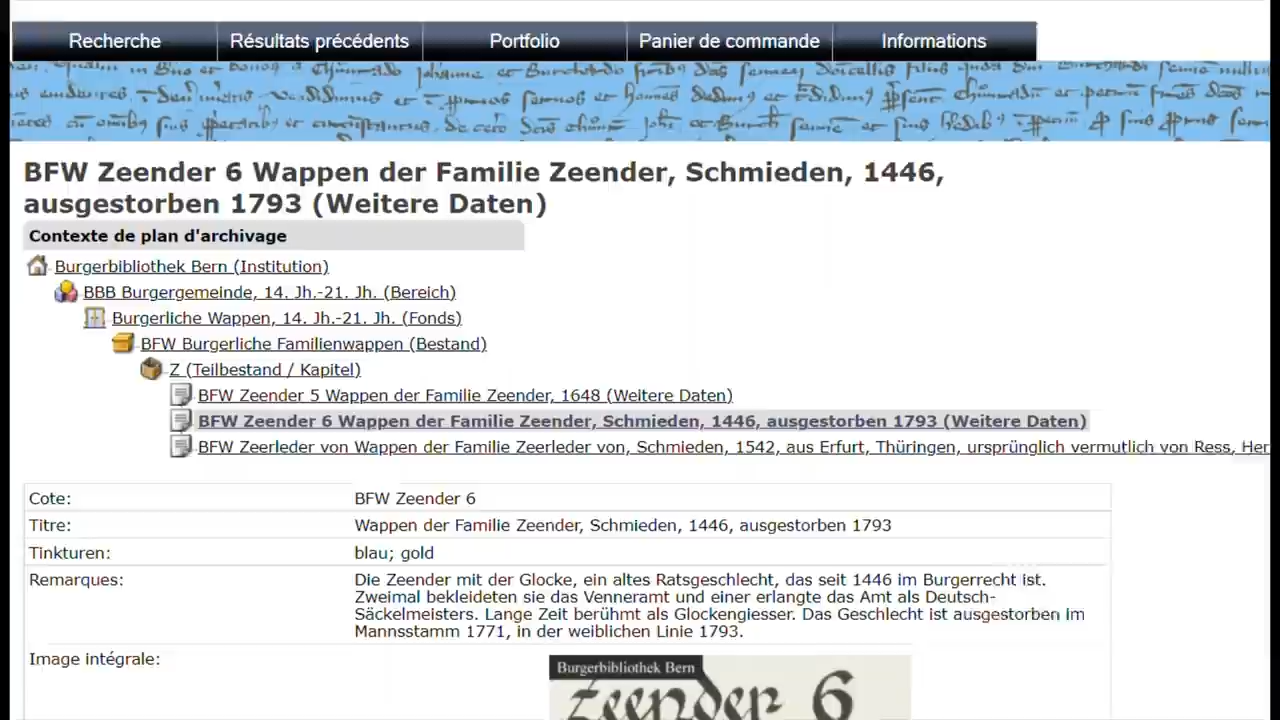 Recherche
Résultats précédents
Portfolio
Panier de commande
Informations
BFW Zeender 6 Wappen der Familie Zeender, Schmieden, 1446,
ausgestorben 1793 (Weitere Daten)
Contexte de plan d'archivage
Burgerbibliothek Bern (Institution)
BBB Burgergemeinde, 14. Jh.-21. Jh. (Bereich)
Burgerliche Wappen, 14. Jh.-21. Jh. (Fonds)
BFW Burgerliche Familienwappen (Bestand)
Z (Teilbestand / Kapitel)
BFW Zeender 5 Wappen der Familie Zeender, 1648 (Weitere Daten)
BFW Zeender 6 Wappen der Familie Zeender, Schmieden, 1446, ausgestorben 1793 (Weitere Daten)
BFW Zeerleder von Wappen der Familie Zeerleder von, Schmieden, 1542, aus Erfurt, Thüringen, ursprünglich vermutlich von Ress, Her
Cote: BFW Zeender 6
Titre: Wappen der Familie Zeender, Schmieden, 1446, ausgestorben 1793
Tinkturen: blau; gold
Remarques: Die Zeender mit der Glocke, ein altes Ratsgeschlecht, das seit 1446 im Burgerrecht ist.
Zweimal bekleideten sie das Venneramt und einer erlangte das Amt als Deutsch-
Säckelmeisters. Lange Zeit berühmt als Glockengiesser. Das Geschlecht ist ausgestorben im
Mannsstamm 1771, in der weiblichen Linie 1793.
Image intégrale:
Burgerbibliothek Bern
Zeender 6